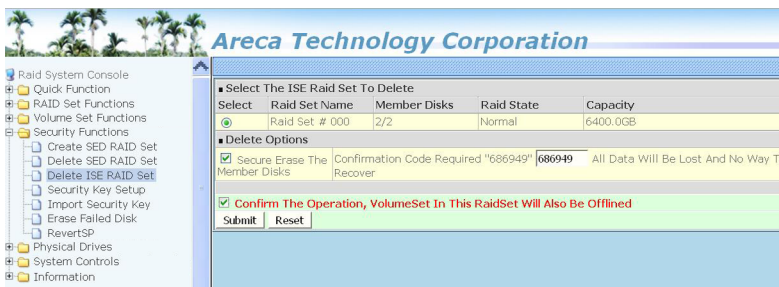 Areca Technology Corporation
Raid System Console
Quick Function
RAID Set Functions
Volume Set Functions
Security Functions
Create SED RAID Set
Delete SED RAID Set
Delete ISE RAID Set
Security Key Setup
Import Security Key
Erase Failed Disk
RevertSP
Physical Drives
System Controls
Information
Select The ISE Raid Set To Delete
Select Raid Set Name Member Disks Raid State Capacity
Raid Set # 000 2/2 Normal 6400.0GB
Delete Options
Secure Erase The Member Disks
Confirmation Code Required "686949" 686949 All Data Will Be Lost And No Way T
Recover
Confirm The Operation, VolumeSet In This RaidSet Will Also Be Offlined
Submit Reset